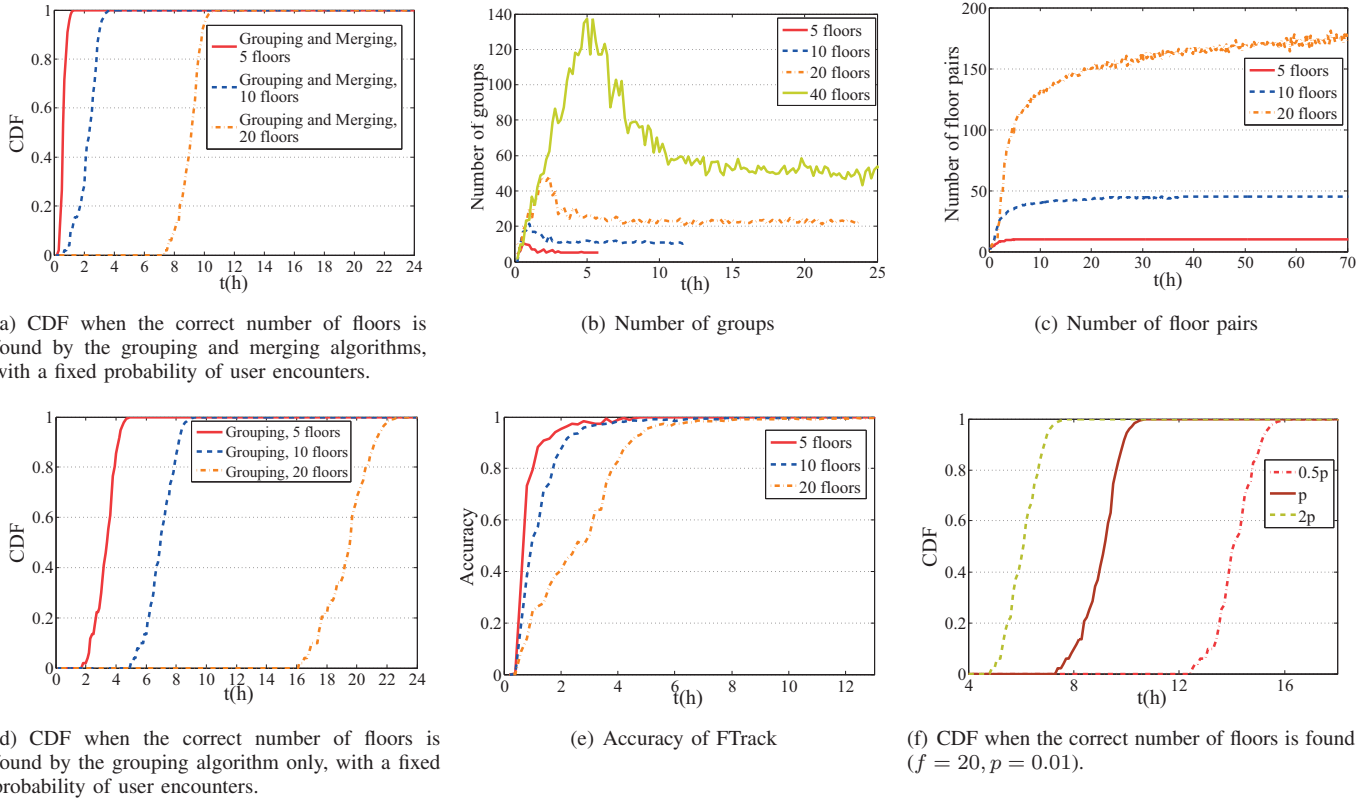 1
0.8
0.6
0.4
0.2
0
CDF
0 2 4 6 8 10 12 14 16 18 20 22 24
t(h)
Grouping and Merging,
5 floors
Grouping and Merging,
10 floors
Grouping and Merging,
20 floors
a) CDF when the correct number of floors is
found by the grouping and merging algorithms,
with a fixed probability of user encounters.
140
120
100
80
60
40
20
0
Number of groups
0 5 10 15 20 25
t(h)
5 floors
10 floors
20 floors
40 floors
(b) Number of groups
200
150
100
50
0
Number of floor pairs
0 10 20 30 40 50 60 70
t(h)
5 floors
10 floors
20 floors
(c) Number of floor pairs
1
0.8
0.6
0.4
0.2
0
CDF
0 2 4 6 8 10 12 14 16 18 20 22 24
t(h)
Grouping, 5 floors
Grouping, 10 floors
Grouping, 20 floors
d) CDF when the correct number of floors is
found by the grouping algorithm only, with a fixed
probability of user encounters.
1
0.8
0.6
0.4
0.2
0
Accuracy
0 2 4 6 8 10 12
t(h)
5 floors
10 floors
20 floors
(e) Accuracy of FTrack
1
0.8
0.6
0.4
0.2
0
CDF
4 8 12 16
t(h)
0.5p
p
2p
(f) CDF when the correct number of floors is found
(f = 20, p = 0.01).